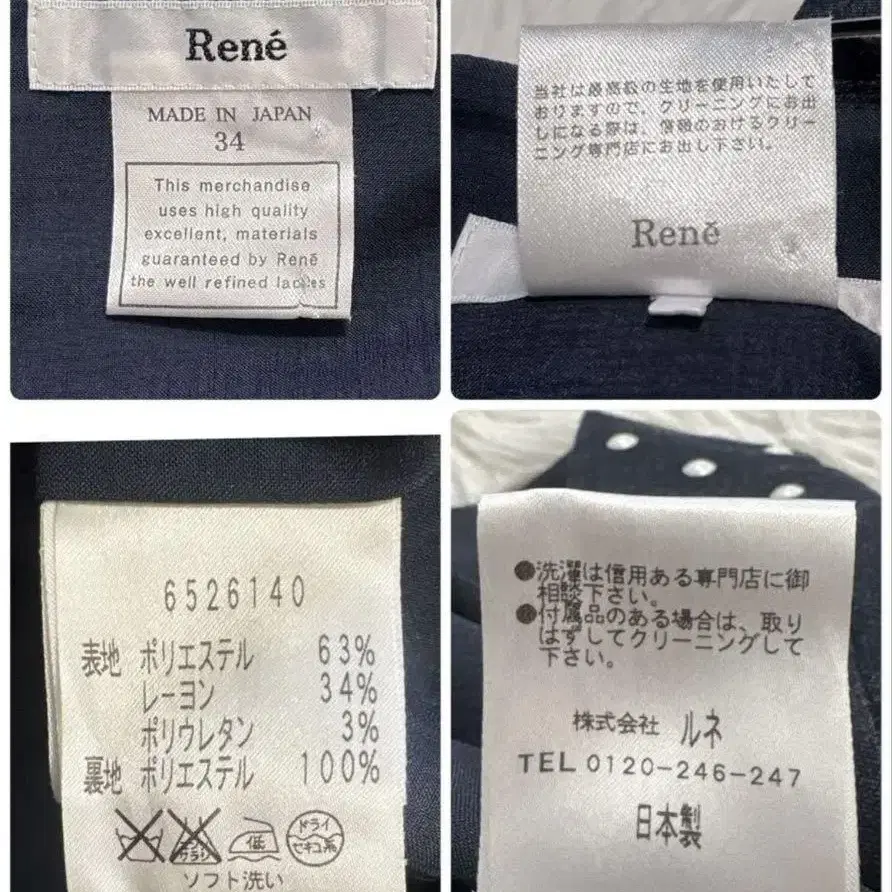 René
MADE IN JAPAN
34
This merchandise
uses high quality
excellent, materials
guaranteed by René
the well refined ladies
当社は最高級の生地を使用いたして
おりますので、クリーニングにお出
しになる際は、信頼のおけるクリー
ニング専門店にお出し下さい。
René
6526140
表地 ポリエステル 63%
レーヨン 34%
ポリウレタン 3%
裏地 ポリエステル 100%
低
ドライ
セキユ系
ソフト洗い
●洗濯は信用ある専門店に御
相談下さい。
●付属品のある場合は、取り
はずしてクリーニングして
下さい。
株式会社 ルネ
TEL 0120-246-247
日本製